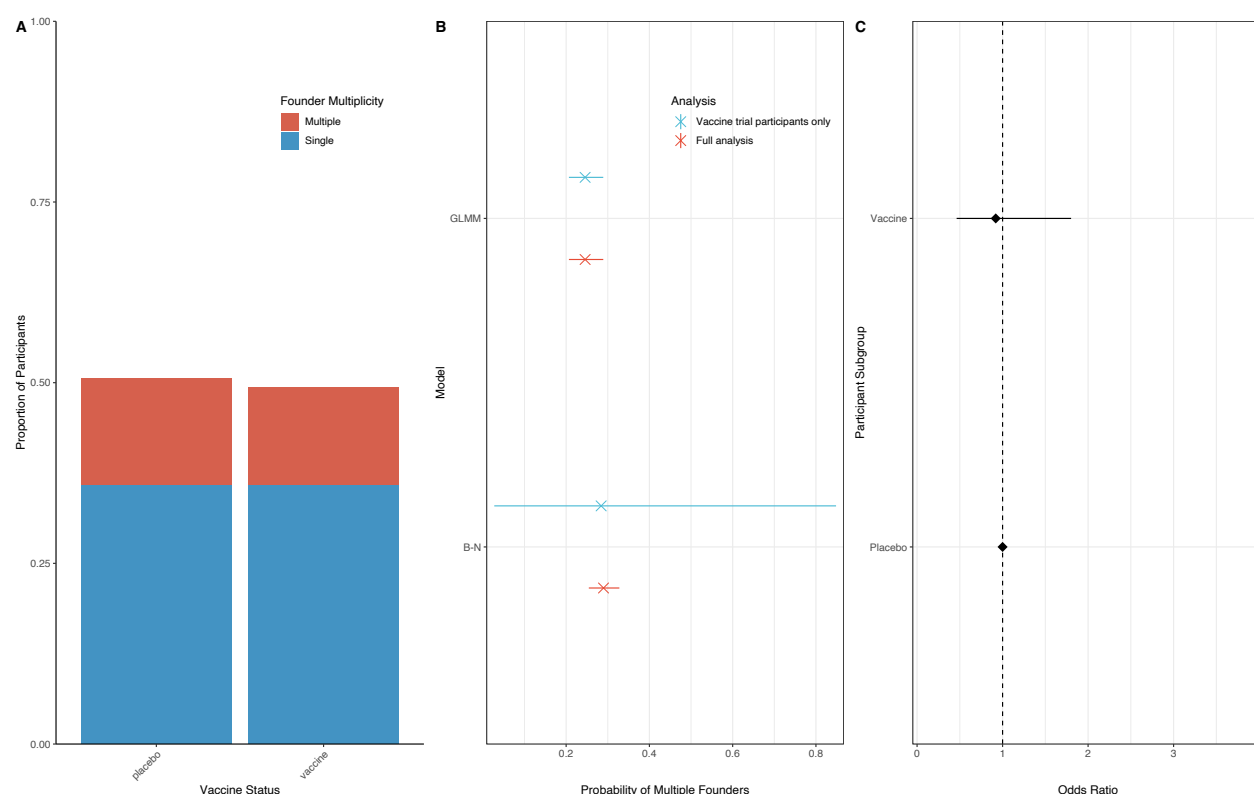 A
1.00
0.75
0.50
0.25
0.00
Proportion of Participants
Founder Multiplicity
Multiple
Single
placebo
vaccine
Vaccine Status
B
Analysis
Vaccine trial participants only
Full analysis
GLMM
B-N
Model
0.2 0.4 0.6 0.8
Probability of Multiple Founders
C
Vaccine
Placebo
Participant Subgroup
0 1 2 3
Odds Ratio